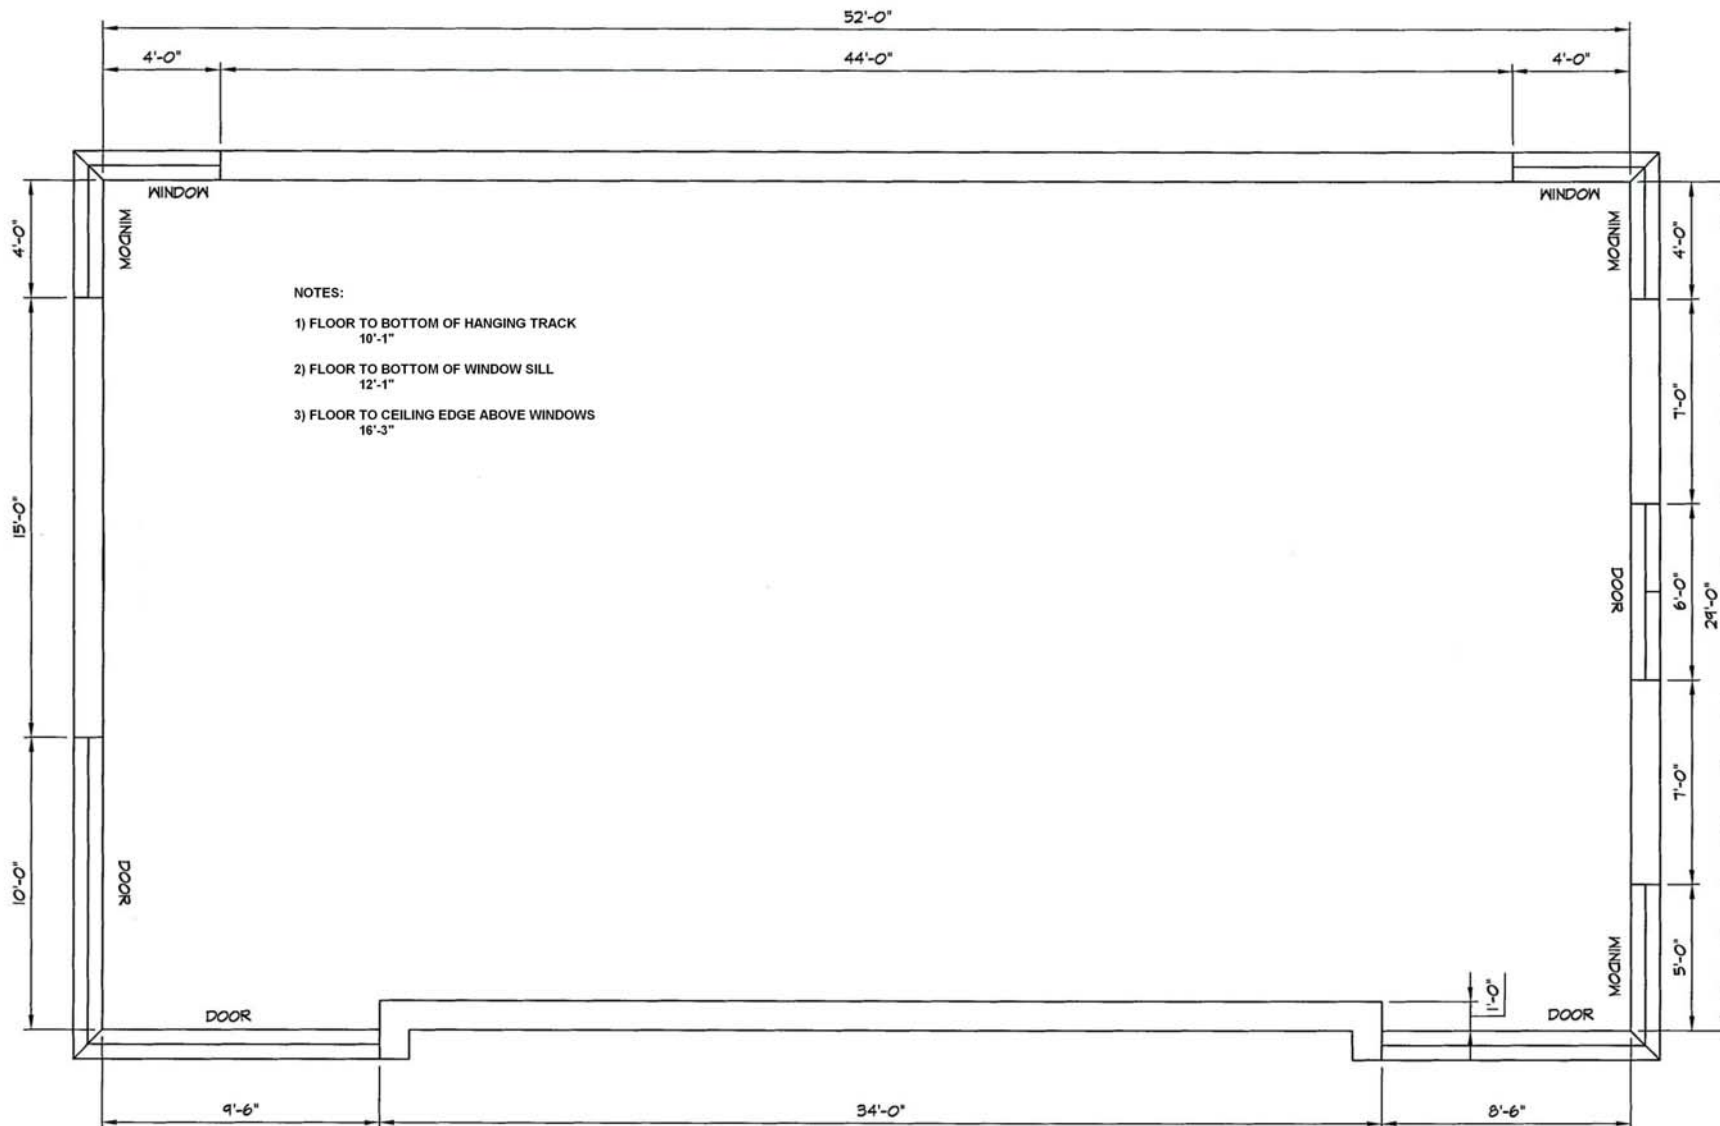 52'-0"
4'-0"
44'-0"
4'-0"
WINDOW
WINDOW
WINDOW
WINDOW
4'-0"
4'-0"
NOTES:
1) FLOOR TO BOTTOM OF HANGING TRACK
10'-1"
2) FLOOR TO BOTTOM OF WINDOW SILL
12'-1"
3) FLOOR TO CEILING EDGE ABOVE WINDOWS
16'-3"
7'-0"
15'-0"
DOOR
6'-0"
29'-0"
7'-0"
10'-0"
DOOR
WINDOW
5'-0"
1'-0"
DOOR
DOOR
9'-6"
34'-0"
8'-6"